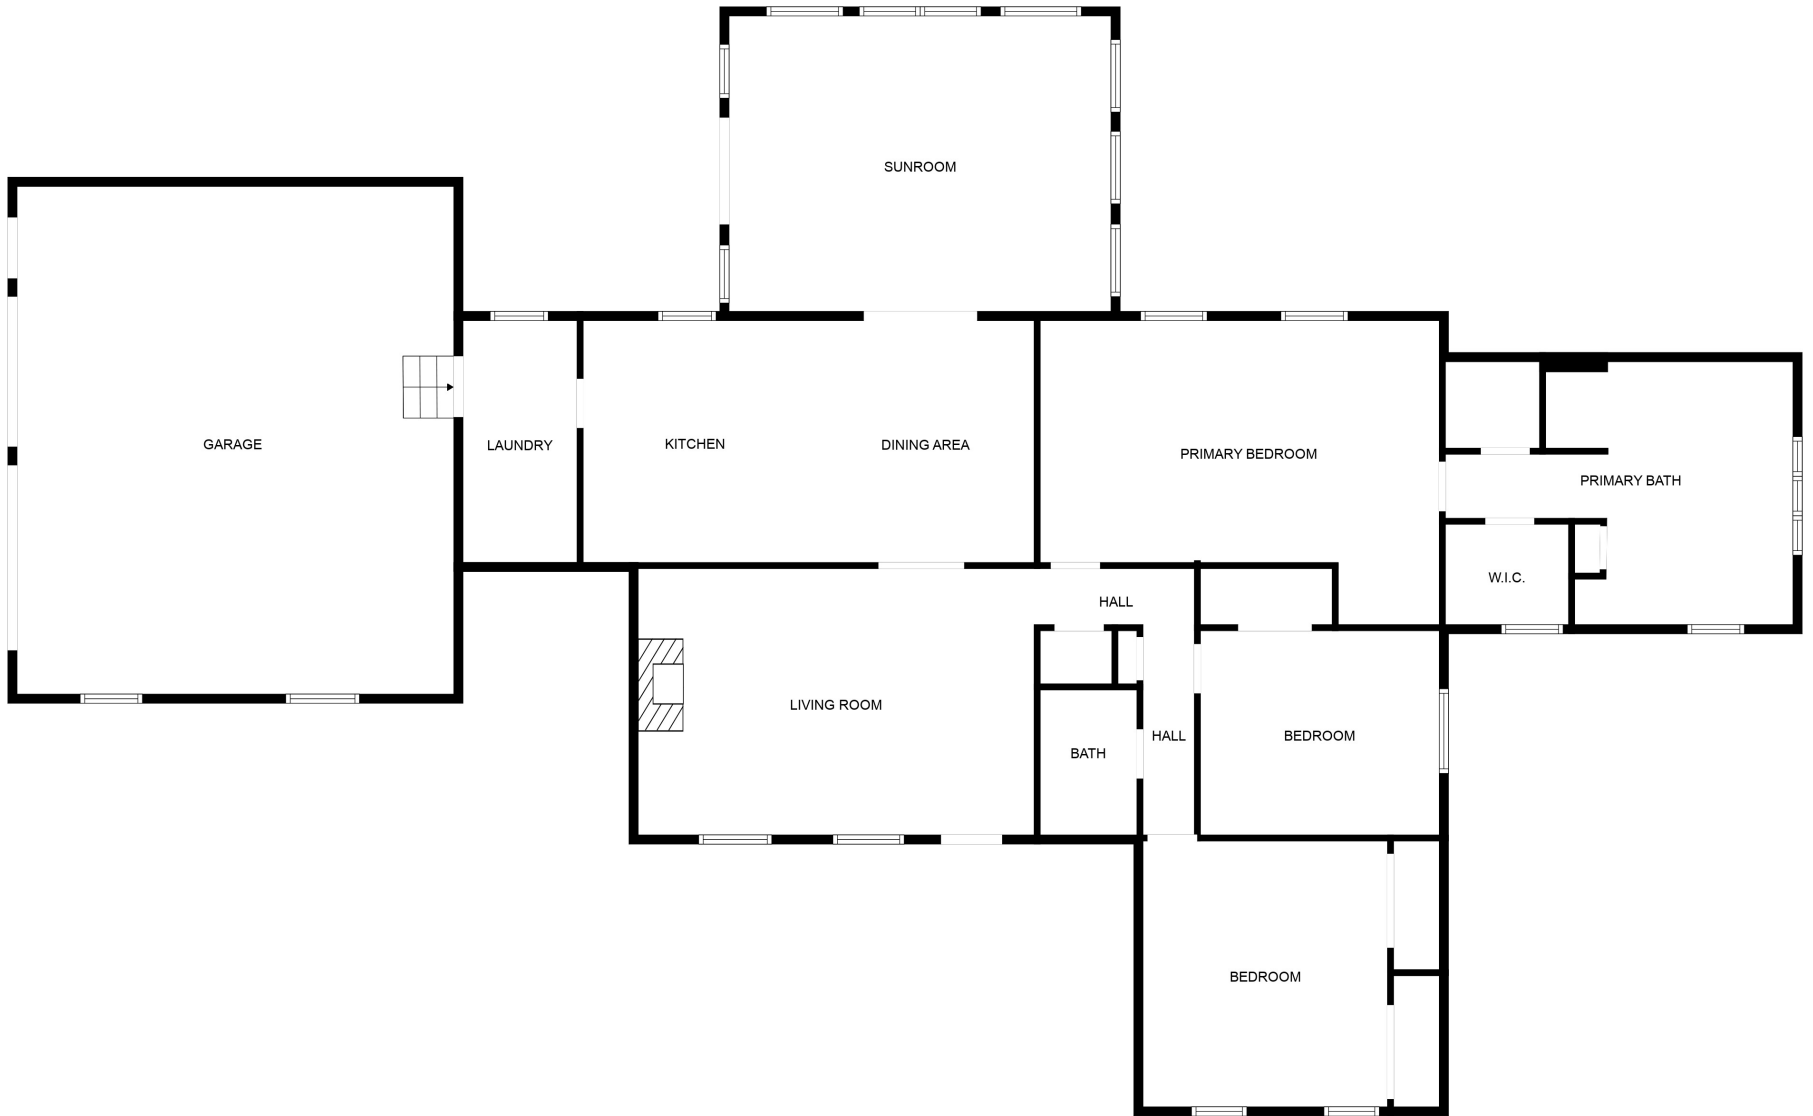 SUNROOM
GARAGE
LAUNDRY
KITCHEN
DINING AREA
PRIMARY BEDROOM
PRIMARY BATH
W.I.C.
HALL
LIVING ROOM
BATH
HALL
BEDROOM
BEDROOM